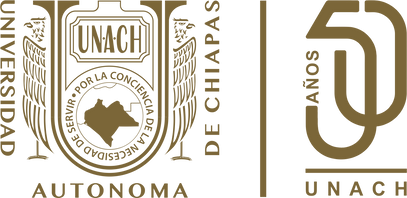 UNIVERSIDAD
UNACH
• POR LA CONCIENCIA DE LA NECESIDAD DE SERVIR
DE CHIAPAS
AUTONOMA
50
AÑOS
UNACH